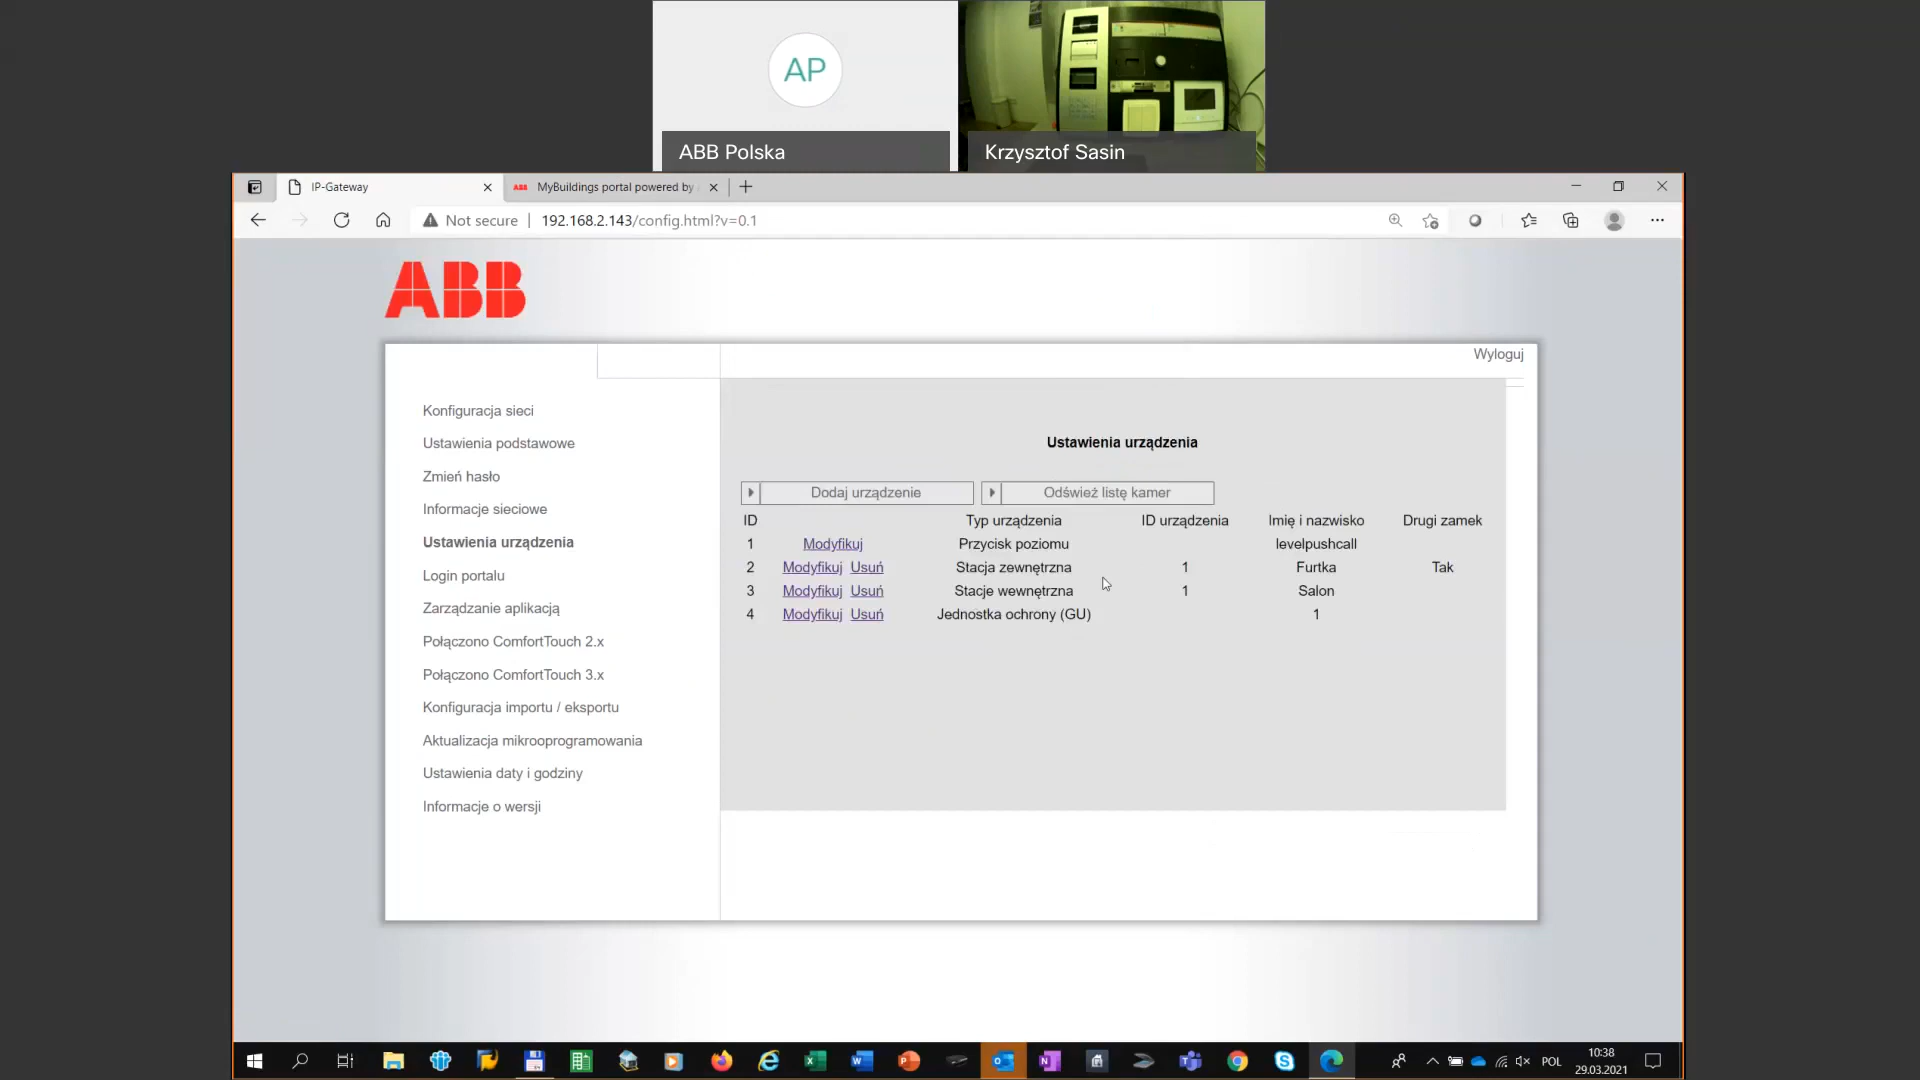 AP
ABB Polska
Krzysztof Sasin
IP-Gateway
ABB MyBuildings portal powered by
Not secure | 192.168.2.143/config.html?v=0.1
ABB
Wyloguj
Konfiguracja sieci
Ustawienia podstawowe
Zmień hasło
Informacje sieciowe
Ustawienia urządzenia
Login portalu
Zarządzanie aplikacją
Połączono ComfortTouch 2.x
Połączono ComfortTouch 3.x
Konfiguracja importu / eksportu
Aktualizacja mikrooprogramowania
Ustawienia daty i godziny
Informacje o wersji
Ustawienia urządzenia
Dodaj urządzenie Odśwież listę kamer
ID Typ urządzenia ID urządzenia Imię i nazwisko Drugi zamek
1 Modyfikuj Przycisk poziomu levelpushcall
2 Modyfikuj Usuń Stacja zewnętrzna 1 Furtka Tak
3 Modyfikuj Usuń Stacje wewnętrzna 1 Salon
4 Modyfikuj Usuń Jednostka ochrony (GU) 1
POL
10:38
29.03.2021